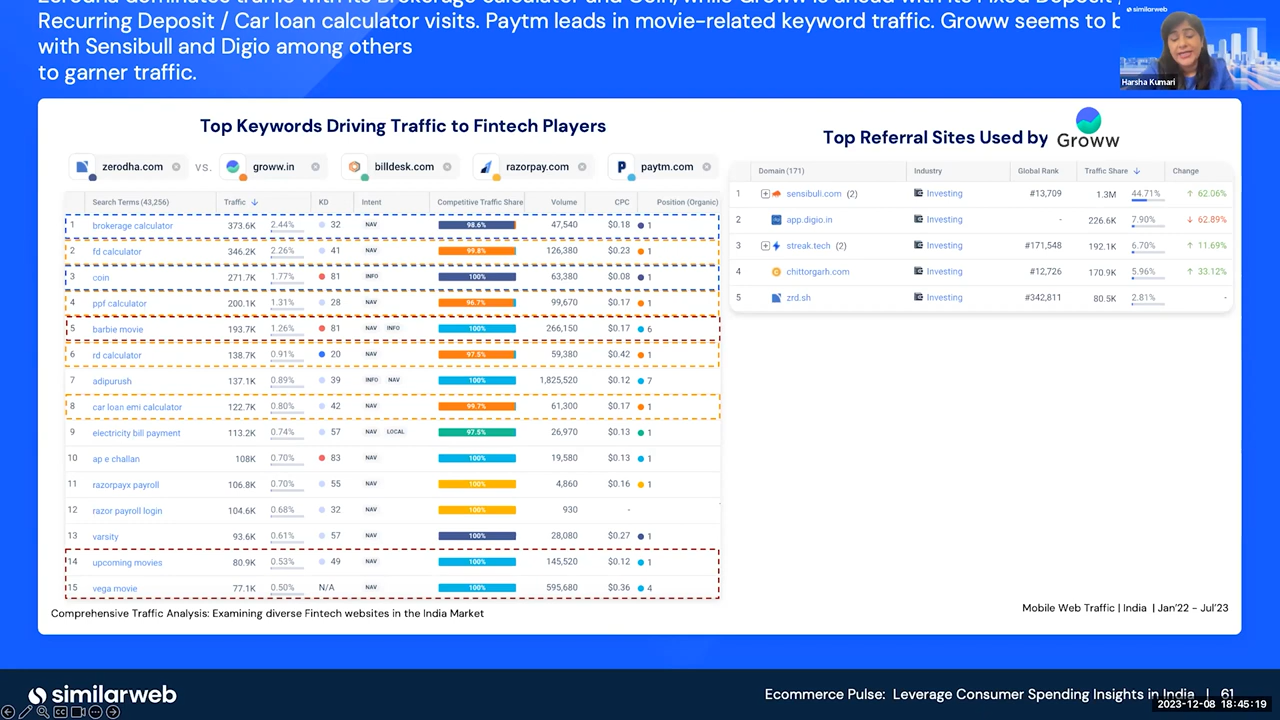 Zerodha dominates traffic with its Brokerage calculator and Coin, while Groww is ahead with its Fixed Deposit /
Recurring Deposit / Car loan calculator visits. Paytm leads in movie-related keyword traffic. Groww seems to b
with Sensibull and Digio among others
to garner traffic.
similarweb
Harsha Kumari
Top Keywords Driving Traffic to Fintech Players
zerodha.com vs. groww.in billdesk.com razorpay.com paytm.com
Search Terms (43,256) Traffic KD Intent Competitive Traffic Share Volume CPC Position (Organic)
1 brokerage calculator 373.6K 2.44% 32 NAV 98.6% 47,540 $0.18 1
2 fd calculator 346.2K 2.26% 41 NAV 99.8% 126,380 $0.23 1
3 coin 271.7K 1.77% 81 INFO 100% 63,380 $0.08 1
4 ppf calculator 200.1K 1.31% 28 NAV 96.7% 99,670 $0.17 1
5 barbie movie 193.7K 1.26% 81 NAV INFO 100% 266,150 $0.17 6
6 rd calculator 138.7K 0.91% 20 NAV 97.5% 59,380 $0.42 1
7 adipurush 137.1K 0.89% 39 INFO NAV 100% 1,825,520 $0.12 7
8 car loan emi calculator 122.7K 0.80% 42 NAV 99.7% 61,300 $0.17 1
9 electricity bill payment 113.2K 0.74% 57 NAV LOCAL 97.5% 26,970 $0.13 1
10 ap e challan 108K 0.70% 83 NAV 100% 19,580 $0.13 1
11 razorpayx payroll 106.8K 0.70% 55 NAV 100% 4,860 $0.16 1
12 razor payroll login 104.6K 0.68% 32 NAV 100% 930 -
13 varsity 93.6K 0.61% 57 NAV 100% 28,080 $0.27 1
14 upcoming movies 80.9K 0.53% 49 NAV 100% 145,520 $0.12 1
15 vega movie 77.1K 0.50% N/A NAV 100% 595,680 $0.36 4
Comprehensive Traffic Analysis: Examining diverse Fintech websites in the India Market
Top Referral Sites Used by Groww
Domain (171) Industry Global Rank Traffic Share Change
1 sensibull.com (2) Investing #13,709 1.3M 44.71% ↑ 62.06%
2 app.digio.in Investing - 226.6K 7.90% ↓ 62.89%
3 streak.tech (2) Investing #171,548 192.1K 6.70% ↑ 11.69%
4 chittorgarh.com Investing #12,726 170.9K 5.96% ↑ 33.12%
5 zrd.sh Investing #342,811 80.5K 2.81% -
Mobile Web Traffic | India | Jan'22 - Jul'23
similarweb
Ecommerce Pulse: Leverage Consumer Spending Insights in India | 61
2023-12-08 18:45:19